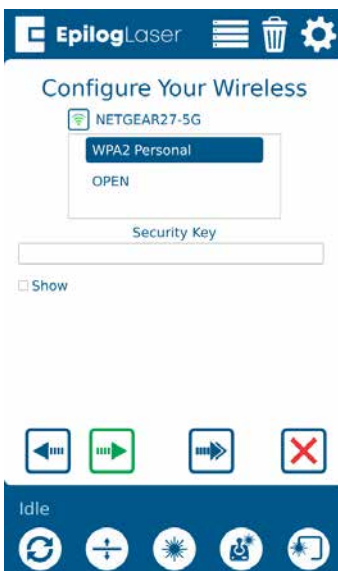 EpilogLaser
Configure Your Wireless
NETGEAR27-5G
WPA2 Personal
OPEN
Security Key
Show
Idle